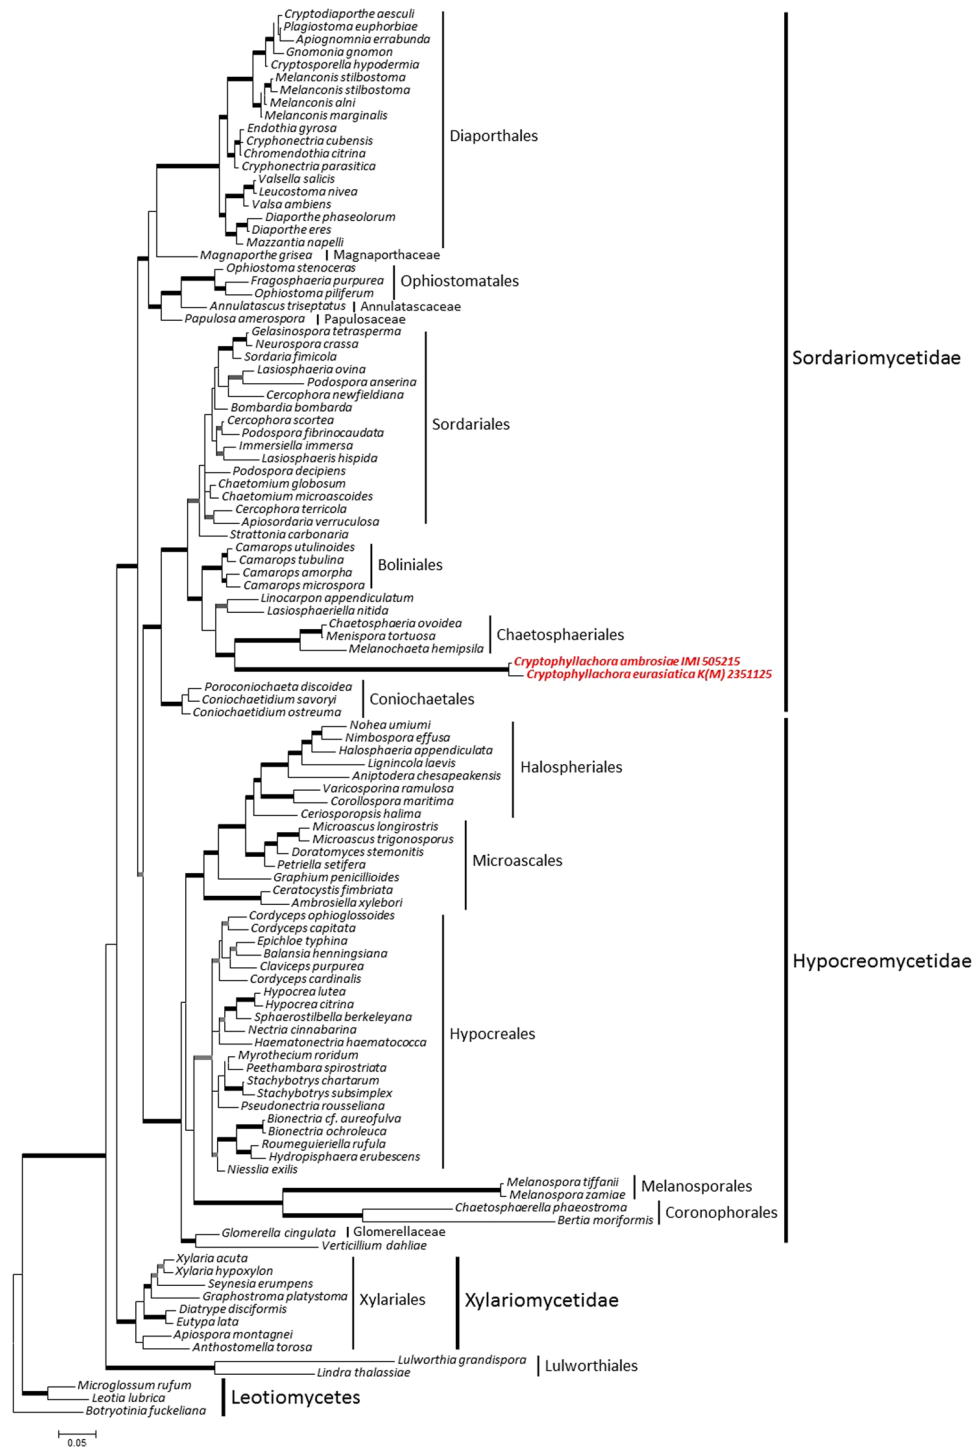 Cryptodiaporthe aesculi
Plagiostoma euphorbiae
Apiognomnia errabunda
Gnomonia gnomon
Cryptosporella hypodermia
Melanconis stilbostoma
Melanconis stilbostoma
Melanconis alni
Melanconis marginalis
Endothia gyrosa
Cryphonectria cubensis
Chromendothia citrina
Cryphonectria parasitica
Valsella salicis
Leucostoma nivea
Valsa ambiens
Diaporthe phaseolorum
Diaporthe eres
Mazzantia napelli
Diaporthales
Magnaporthe grisea
Magnaporthaceae
Ophiostoma stenoceras
Fragosphaeria purpurea
Ophiostoma piliferum
Ophiostomatales
Annulatascus triseptatus
Annulatascaceae
Papulosa amerospora
Papulosaceae
Gelasinospora tetrasperma
Neurospora crassa
Sordaria fimicola
Lasiosphaeria ovina
Podospora anserina
Cercophora newfieldiana
Bombardia bombarda
Cercophora scortea
Podospora fibrinocaudata
Immersiella immersa
Lasiosphaeris hispida
Podospora decipiens
Chaetomium globosum
Chaetomium microascoides
Cercophora terricola
Apiosordaria verruculosa
Sordariales
Strattonia carbonaria
Camarops utulinoides
Camarops tubulina
Camarops amorpha
Camarops microspora
Boliniales
Linocarpon appendiculatum
Lasiosphaeriella nitida
Chaetosphaeria ovoidea
Menispora tortuosa
Melanochaeta hemipsila
Chaetosphaeriales
Cryptophyllachora ambrosiae IMI 505215
Cryptophyllachora eurasiatica K(M) 2351125
Poroconiochaeta discoidea
Coniochaetidium savoryi
Coniochaetidium ostreuma
Coniochaetales
Sordariomycetidae
Nohea umiumi
Nimbospora effusa
Halosphaeria appendiculata
Lignincola laevis
Aniptodera chesapeakensis
Varicosporina ramulosa
Corollospora maritima
Ceriosporopsis halima
Halospheriales
Microascus longirostris
Microascus trigonosporus
Doratomyces stemonitis
Petriella setifera
Graphium penicillioides
Ceratocystis fimbriata
Ambrosiella xylebori
Microascales
Cordyceps ophioglossoides
Cordyceps capitata
Epichloe typhina
Balansia henningsiana
Claviceps purpurea
Cordyceps cardinalis
Hypocrea lutea
Hypocrea citrina
Sphaerostilbella berkeleyana
Nectria cinnabarina
Haematonectria haematococca
Myrothecium roridum
Peethambara spirostriata
Stachybotrys chartarum
Stachybotrys subsimplex
Pseudonectria rousseliana
Bionectria cf. aureofulva
Bionectria ochroleuca
Roumeguieriella rufula
Hydropisphaera erubescens
Niesslia exilis
Hypocreales
Melanospora tiffanii
Melanospora zamiae
Melanosporales
Chaetosphaerella phaeostroma
Bertia moriformis
Coronophorales
Glomerella cingulata
Glomerellaceae
Verticillium dahliae
Hypocreomycetidae
Xylaria acuta
Xylaria hypoxylon
Seynesia erumpens
Graphostroma platystoma
Diatrype disciformis
Eutypa lata
Apiospora montagnei
Anthostomella torosa
Xylariales
Xylariomycetidae
Lulworthia grandispora
Lindra thalassiae
Lulworthiales
Microglossum rufum
Leotia lubrica
Botryotinia fuckeliana
Leotiomycetes
0.05